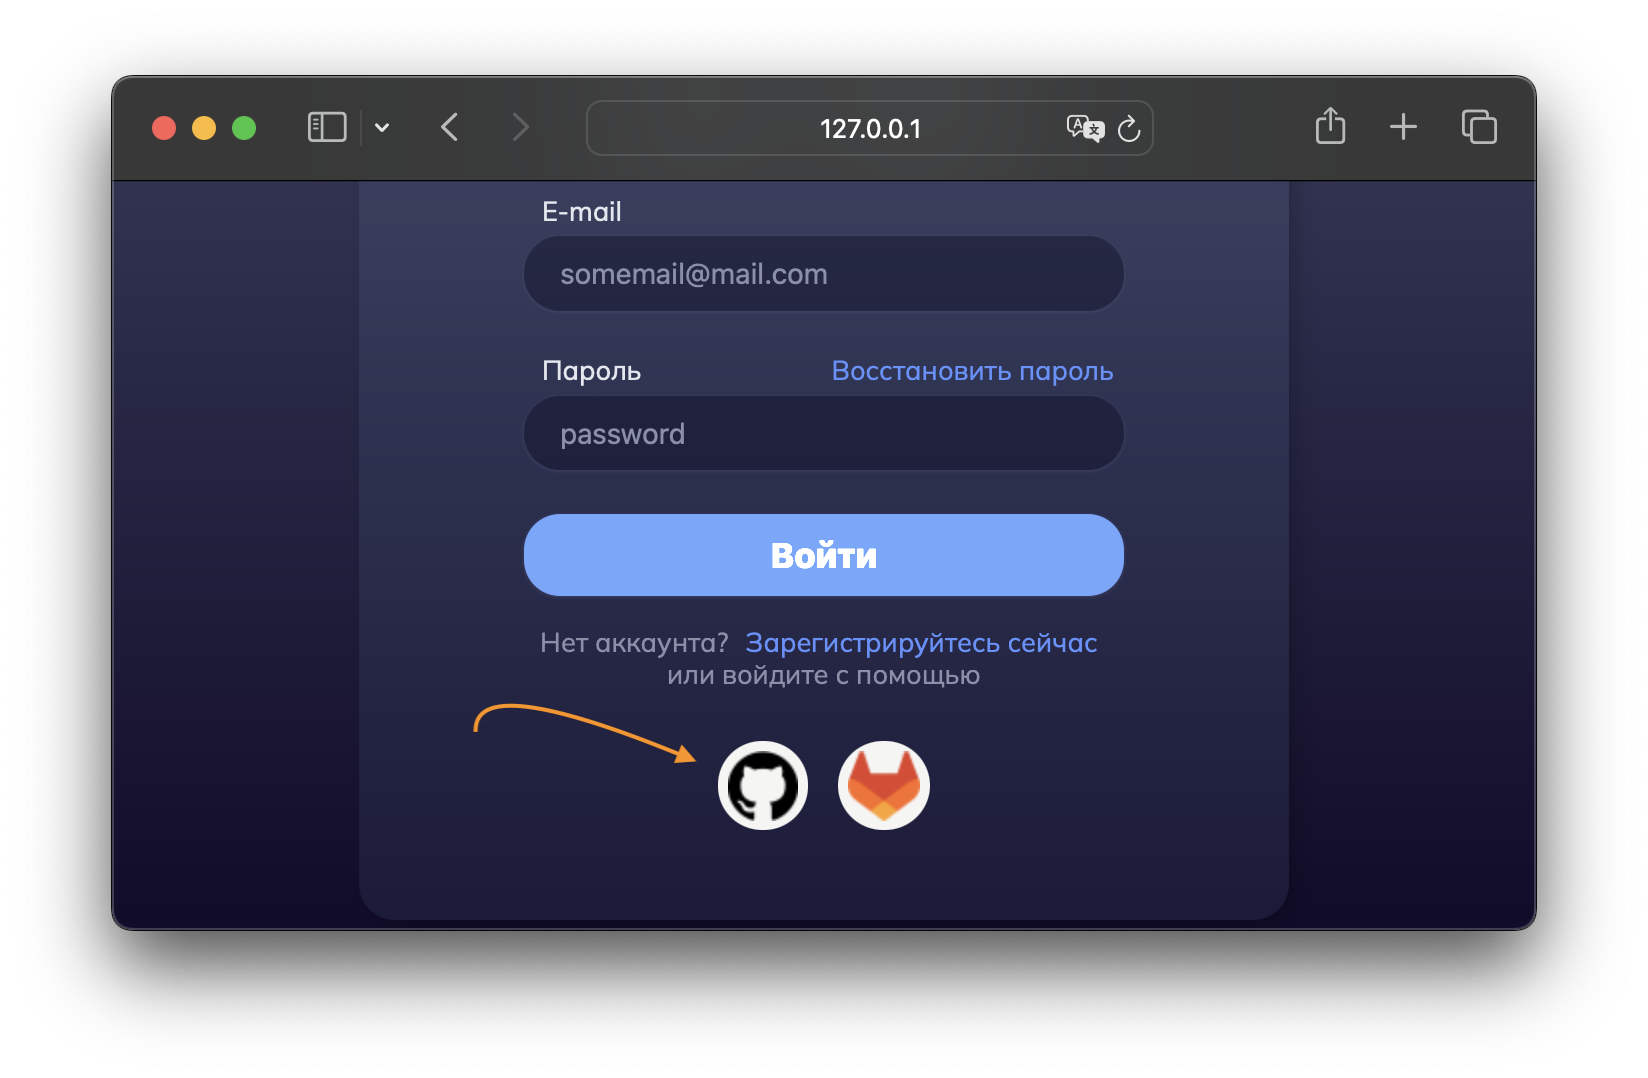 127.0.0.1
E-mail
somemail@mail.com
Пароль Восстановить пароль
password
Войти
Нет аккаунта? Зарегистрируйтесь сейчас
или войдите с помощью